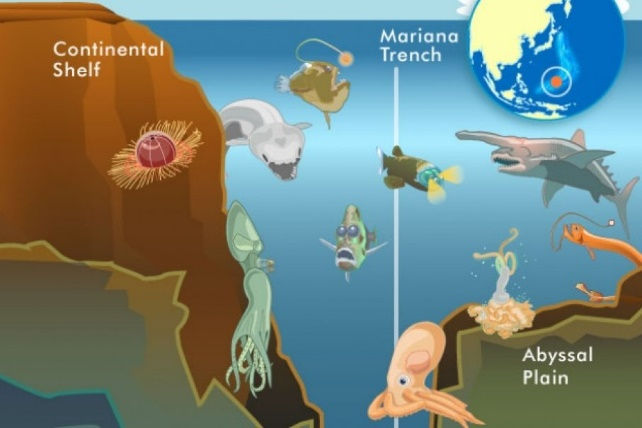 Continental
Shelf
Mariana
Trench
Abyssal
Plain